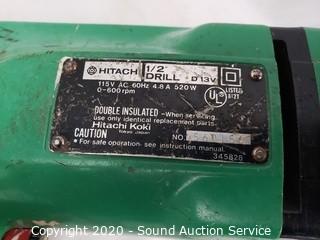 HITACHI
1/2" DRILL D13V
115V AC 60Hz 4.8A 520W
0-600rpm
UL
LISTED
DOUBLE INSULATED-When servicing,
use only identical replacement parts.
Hitachi Koki
TOKYO JAPAN
NO.
CAUTION
• For safe operation, see instruction manual.
345828
Copyright © 2020 - Sound Auction Service